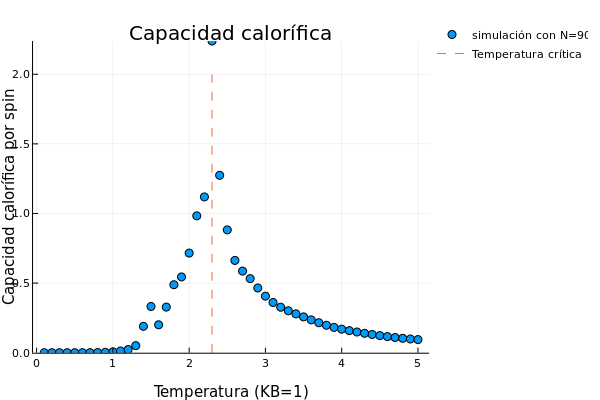 Capacidad calorífica
simulación con N=90
Temperatura crítica
Capacidad calorífica por spin
2.0
1.5
1.0
0.5
0.0
0 1 2 3 4 5
Temperatura (KB=1)